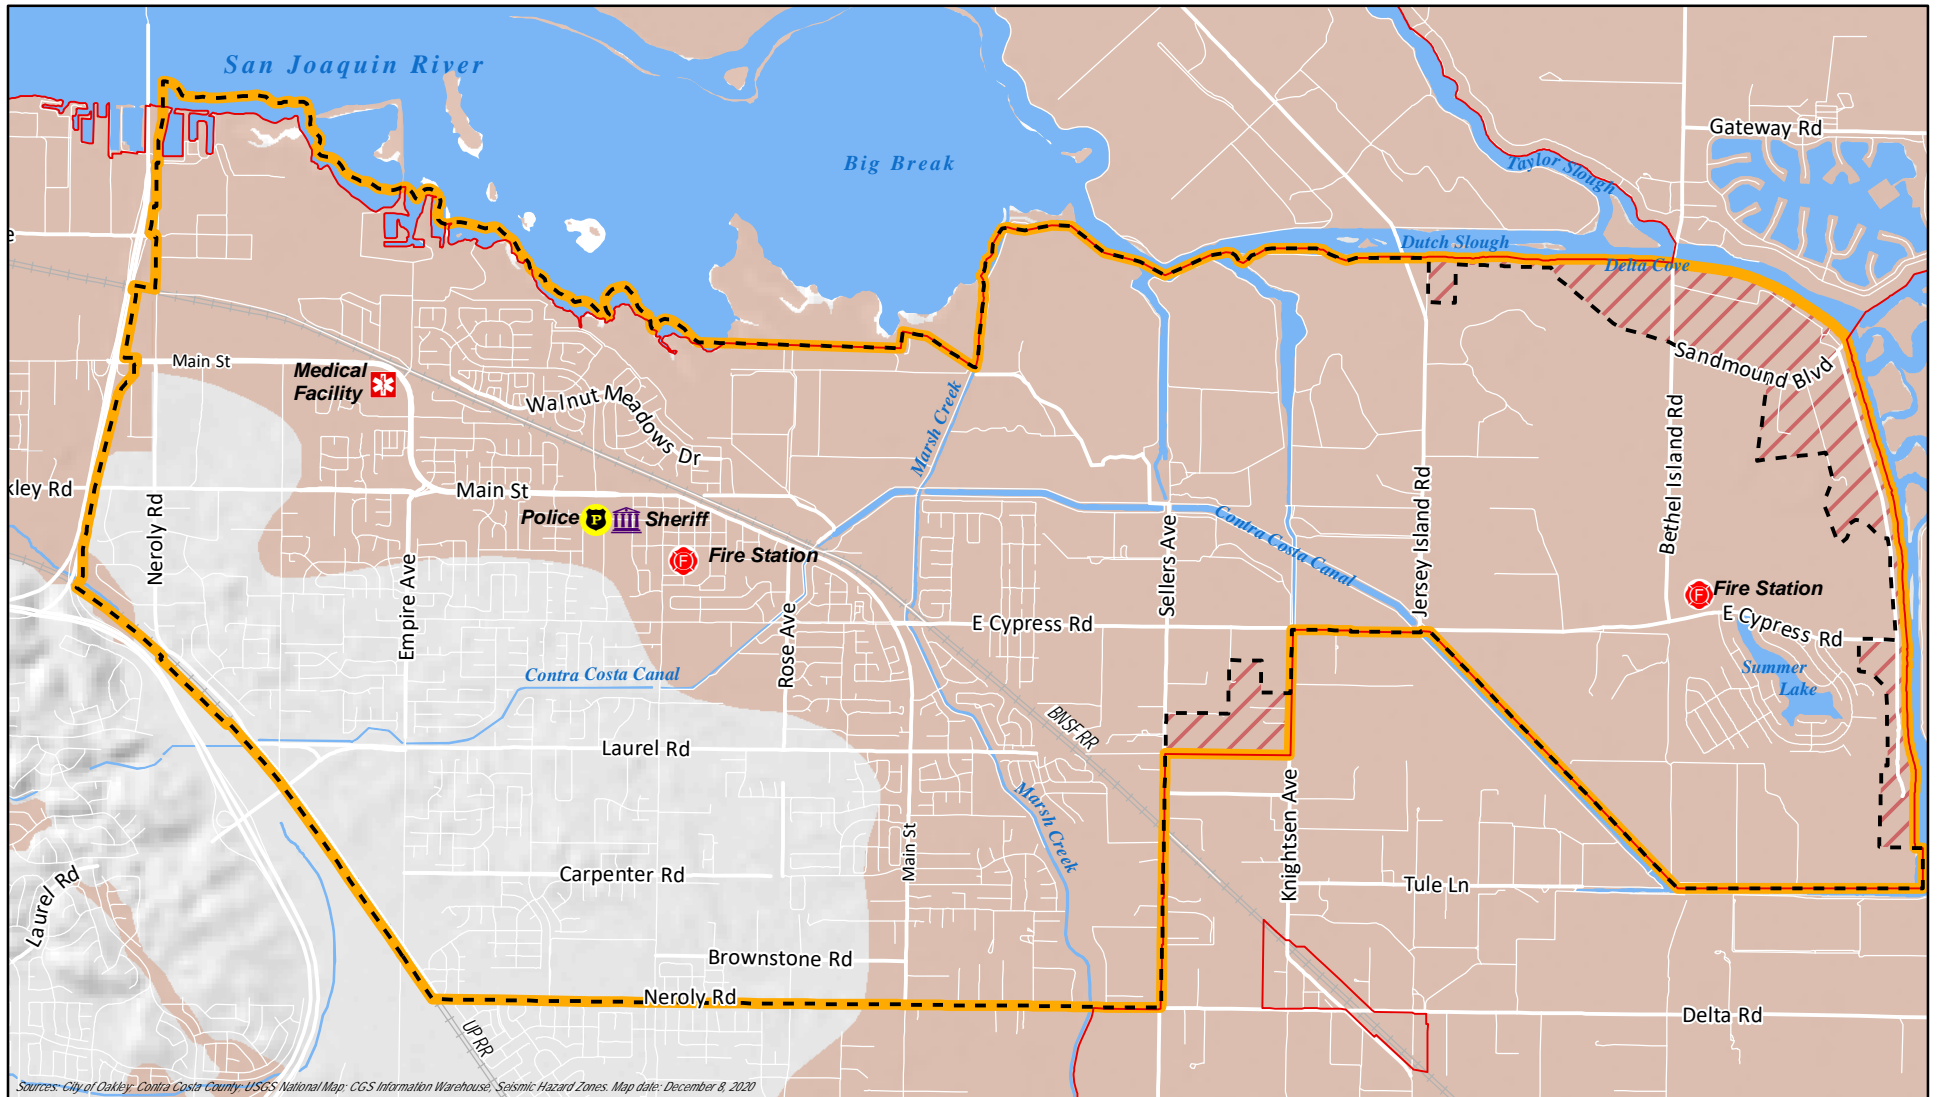 San Joaquin River
Big Break
Gateway Rd
Taylor Slough
Dutch Slough
Delta Cove
e
Main St
Medical
Facility
Walnut Meadows Dr
Marsh Creek
Sandmound Blvd
Bethel Island Rd
kley Rd
Neroly Rd
Main St
Police
P
Sheriff
F
Fire Station
Empire Ave
Rose Ave
Sellers Ave
Contra Costa Canal
Jersey Island Rd
E Cypress Rd
F
Fire Station
E Cypress Rd
Summer
Lake
Contra Costa Canal
Laurel Rd
BNSF RR
Marsh Creek
Knightsen Ave
Main St
Carpenter Rd
Tule Ln
Laurel Rd
Brownstone Rd
Neroly Rd
UP RR
Delta Rd
Sources: City of Oakley; Contra Costa County; USGS National Map; CGS Information Warehouse, Seismic Hazard Zones. Map date: December 8, 2020